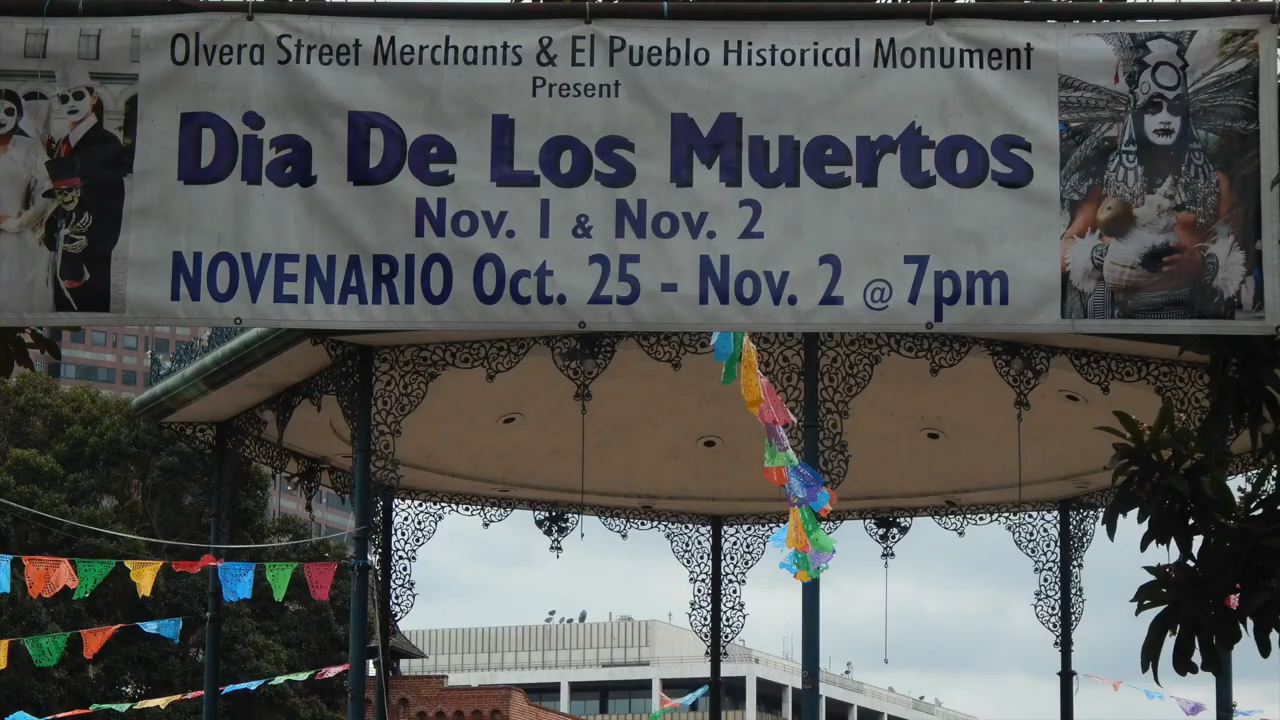 Olvera Street Merchants & El Pueblo Historical Monument
Present
Dia De Los Muertos
Nov. 1 & Nov. 2
NOVENARIO Oct. 25 - Nov. 2 @ 7pm